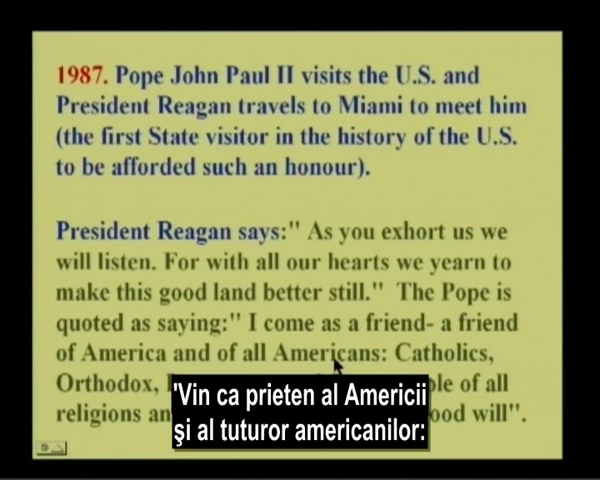 1987. Pope John Paul II visits the U.S. and
President Reagan travels to Miami to meet him
(the first State visitor in the history of the U.S.
to be afforded such an honour).
President Reagan says:" As you exhort us we
will listen. For with all our hearts we yearn to
make this good land better still." The Pope is
quoted as saying:" I come as a friend- a friend
of America and of all Americans: Catholics,
Orthodox, of all
religions will".
'Vin ca prieten al Americii
şi al tuturor americanilor: